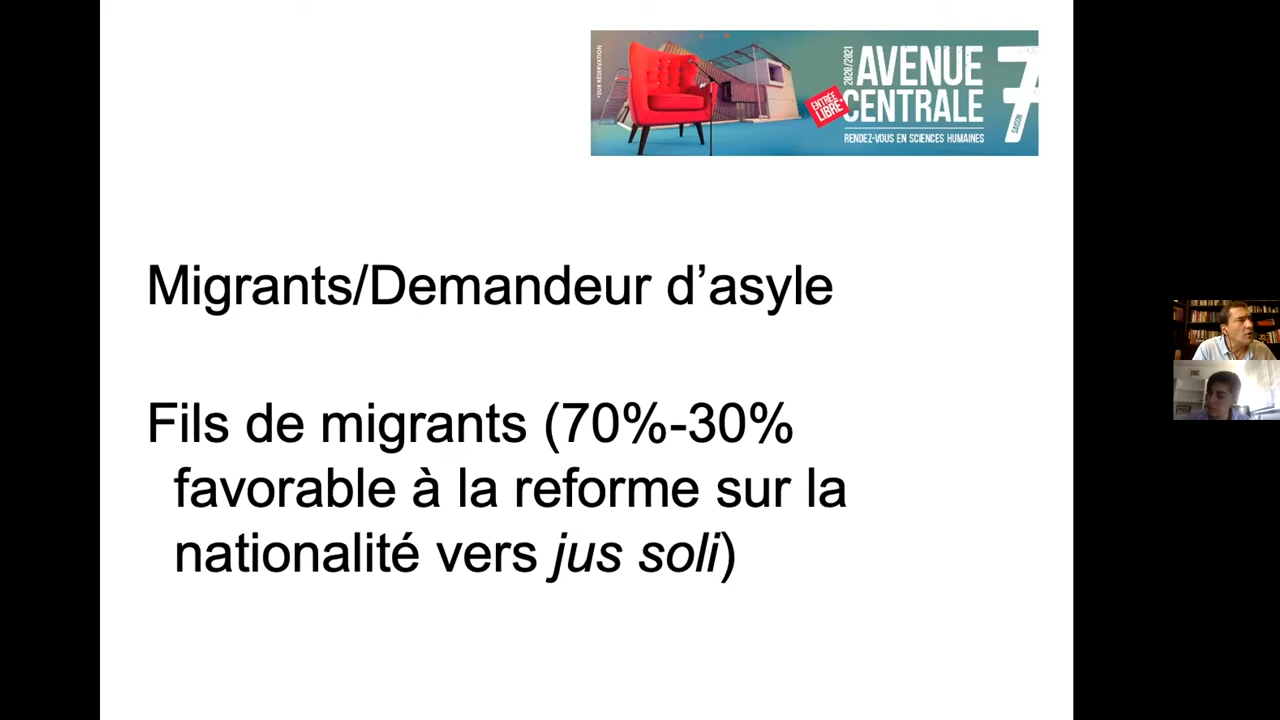 *SUR RÉSERVATION
2020/2021
AVENUE
CENTRALE
ENTRÉE
LIBRE*
RENDEZ-VOUS EN SCIENCES HUMAINES
7
SAISON
Migrants/Demandeur d’asyle
Fils de migrants (70%-30%
favorable à la reforme sur la
nationalité vers jus soli)